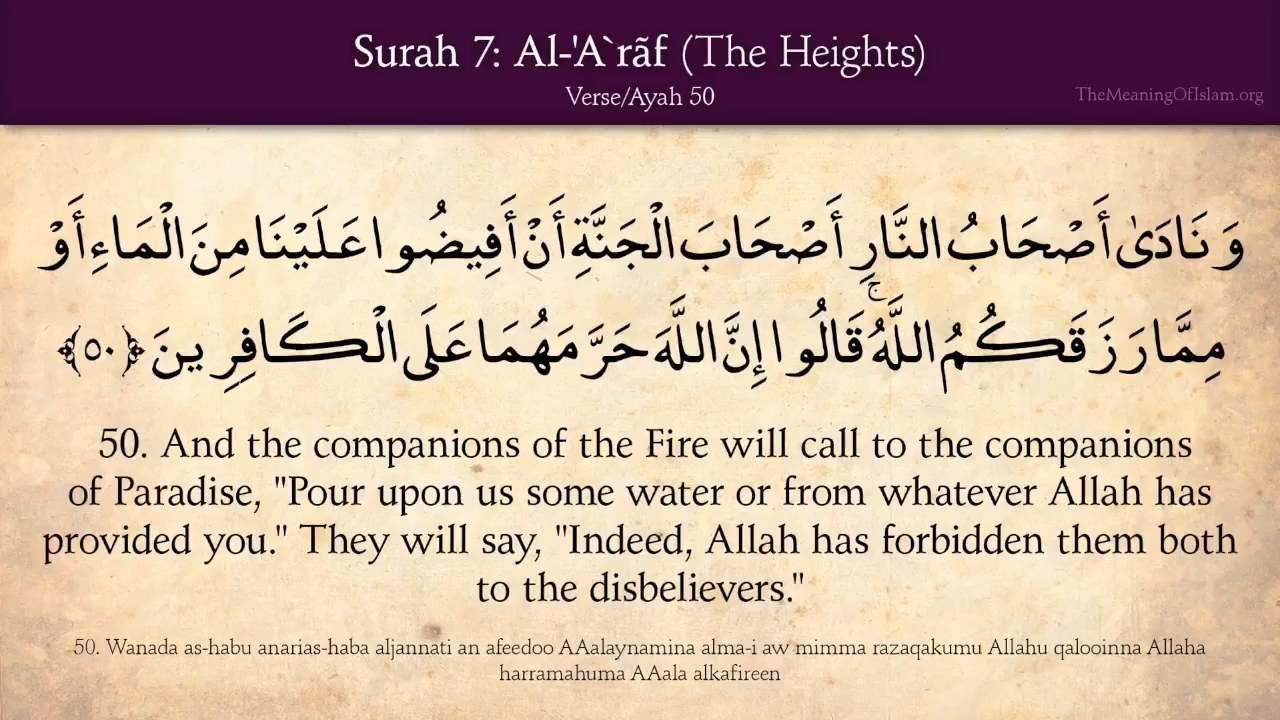 Surah 7: Al-'A`rãf (The Heights)
Verse/Ayah 50
TheMeaningOfIslam.org
وَنَادَىٰ أَصْحَابُ النَّارِ أَصْحَابَ الْجَنَّةِ أَنْ أَفِيضُوا عَلَيْنَا مِنَ الْمَاءِ أَوْ
مِمَّا رَزَقَكُمُ اللَّهُ ۚ قَالُوا إِنَّ اللَّهَ حَرَّمَهُمَا عَلَى الْكَافِرِينَ ﴿٥٠﴾
50. And the companions of the Fire will call to the companions
of Paradise, "Pour upon us some water or from whatever Allah has
provided you." They will say, "Indeed, Allah has forbidden them both
to the disbelievers."
50. Wanada as-habu anarias-haba aljannati an afeedoo AAalaynamina alma-i aw mimma razaqakumu Allahu qalooinna Allaha
harramahuma AAala alkafireen